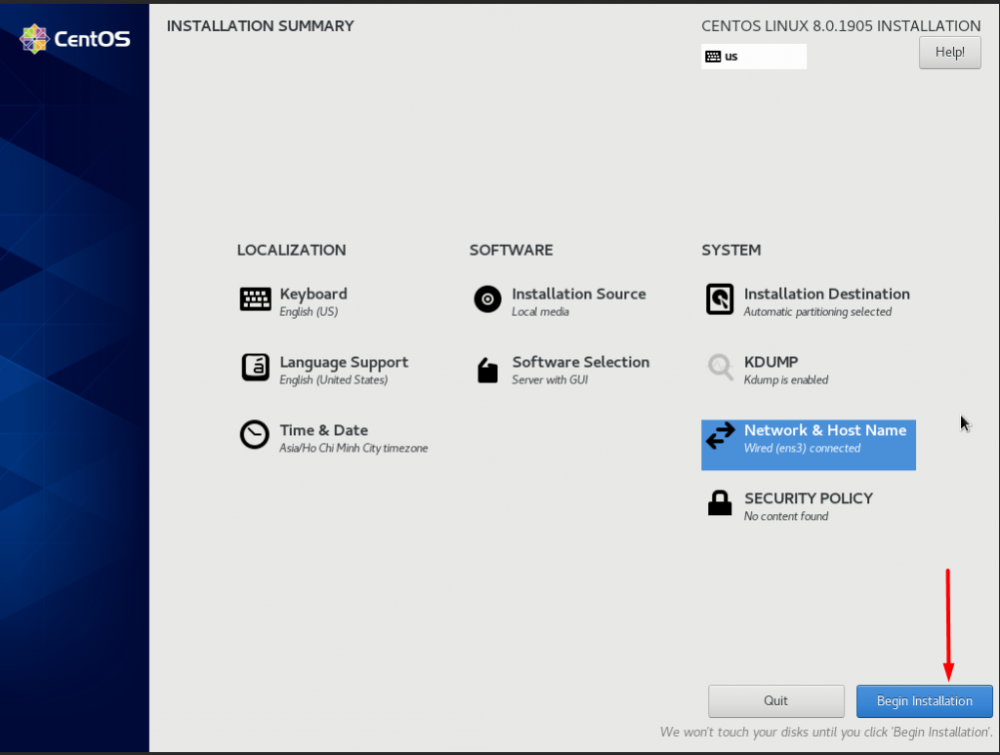 CentOS
INSTALLATION SUMMARY
CENTOS LINUX 8.0.1905 INSTALLATION
us
Help!
LOCALIZATION
Keyboard
English (US)
Language Support
English (United States)
Time & Date
Asia/Ho Chi Minh City timezone
SOFTWARE
Installation Source
Local media
Software Selection
Server with GUI
SYSTEM
Installation Destination
Automatic partitioning selected
KDUMP
Kdump is enabled
Network & Host Name
Wired (ens3) connected
SECURITY POLICY
No content found
Quit
Begin Installation
We won't touch your disks until you click 'Begin Installation'.